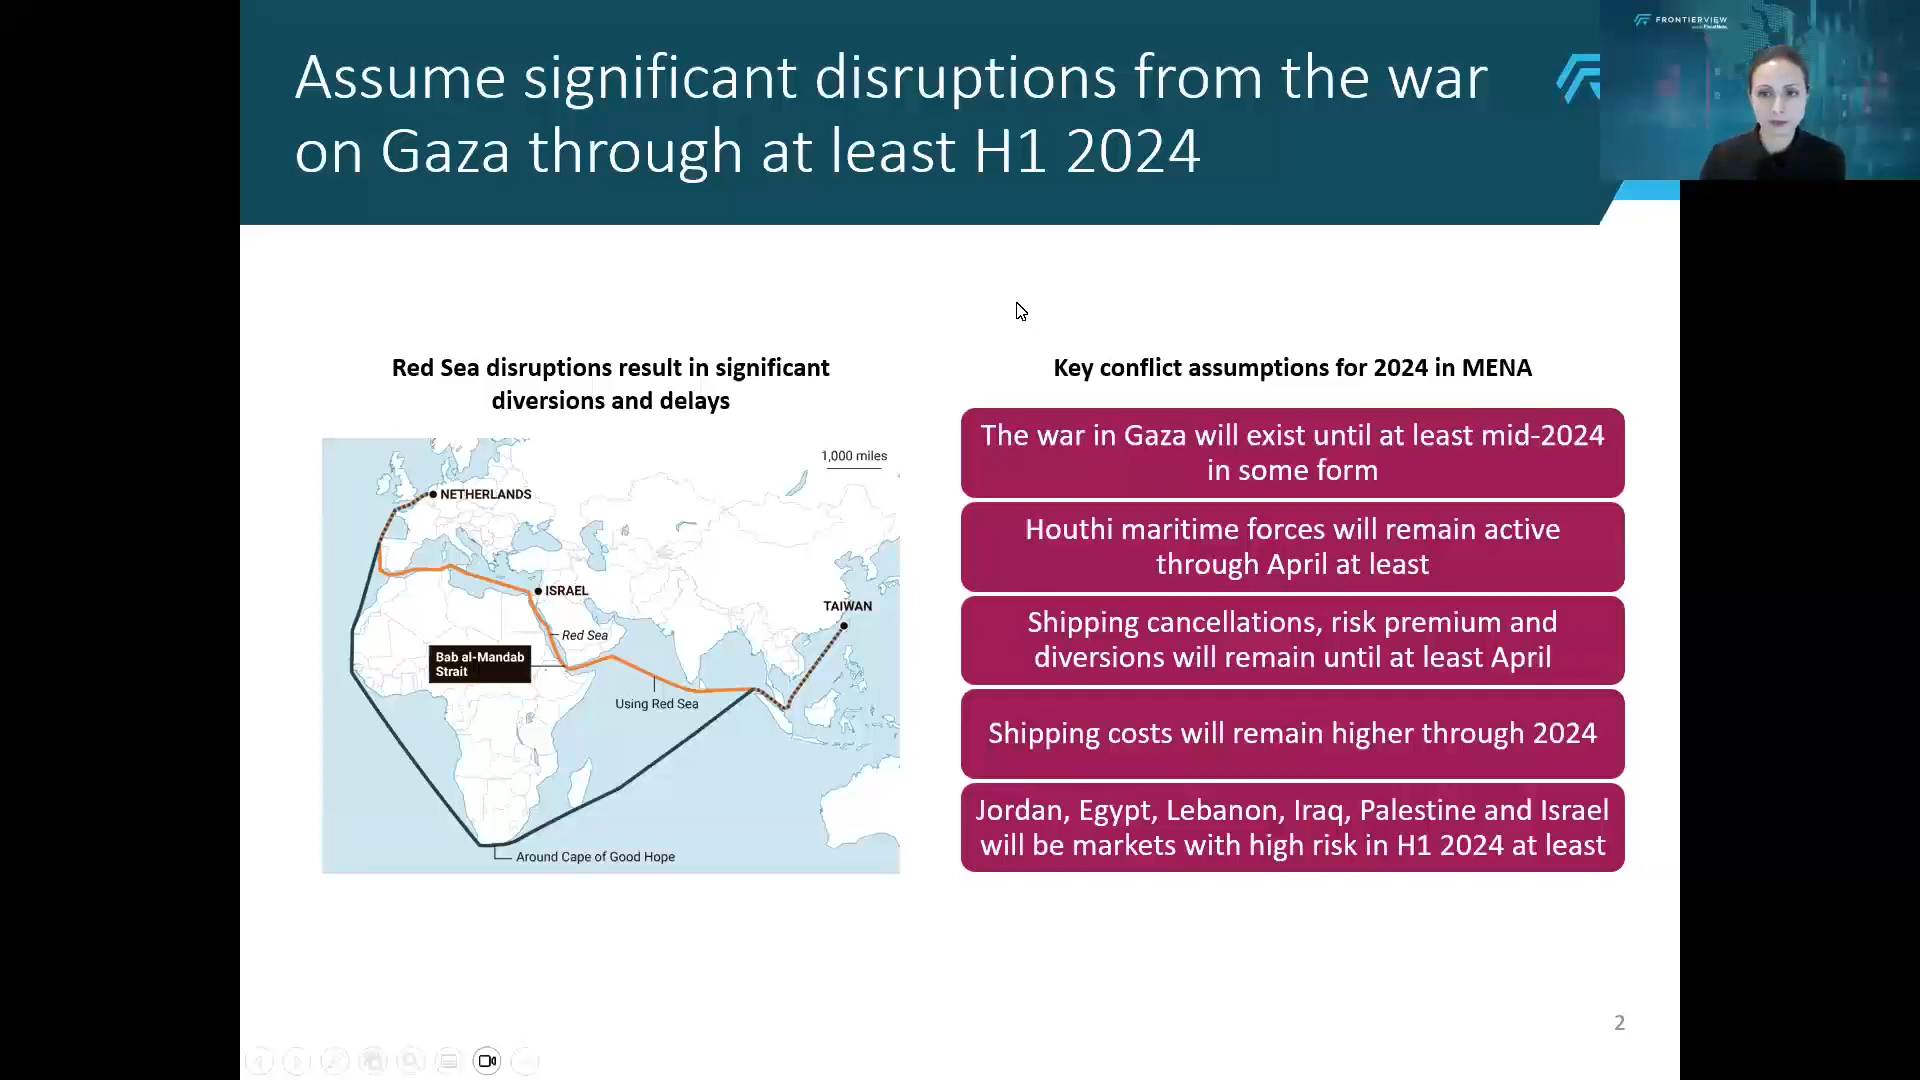 Assume significant disruptions from the war
on Gaza through at least H1 2024
FRONTIERVIEW
Red Sea disruptions result in significant
diversions and delays
1,000 miles
NETHERLANDS
ISRAEL
TAIWAN
Red Sea
Bab al-Mandab
Strait
Using Red Sea
Around Cape of Good Hope
Key conflict assumptions for 2024 in MENA
The war in Gaza will exist until at least mid-2024
in some form
Houthi maritime forces will remain active
through April at least
Shipping cancellations, risk premium and
diversions will remain until at least April
Shipping costs will remain higher through 2024
Jordan, Egypt, Lebanon, Iraq, Palestine and Israel
will be markets with high risk in H1 2024 at least
2